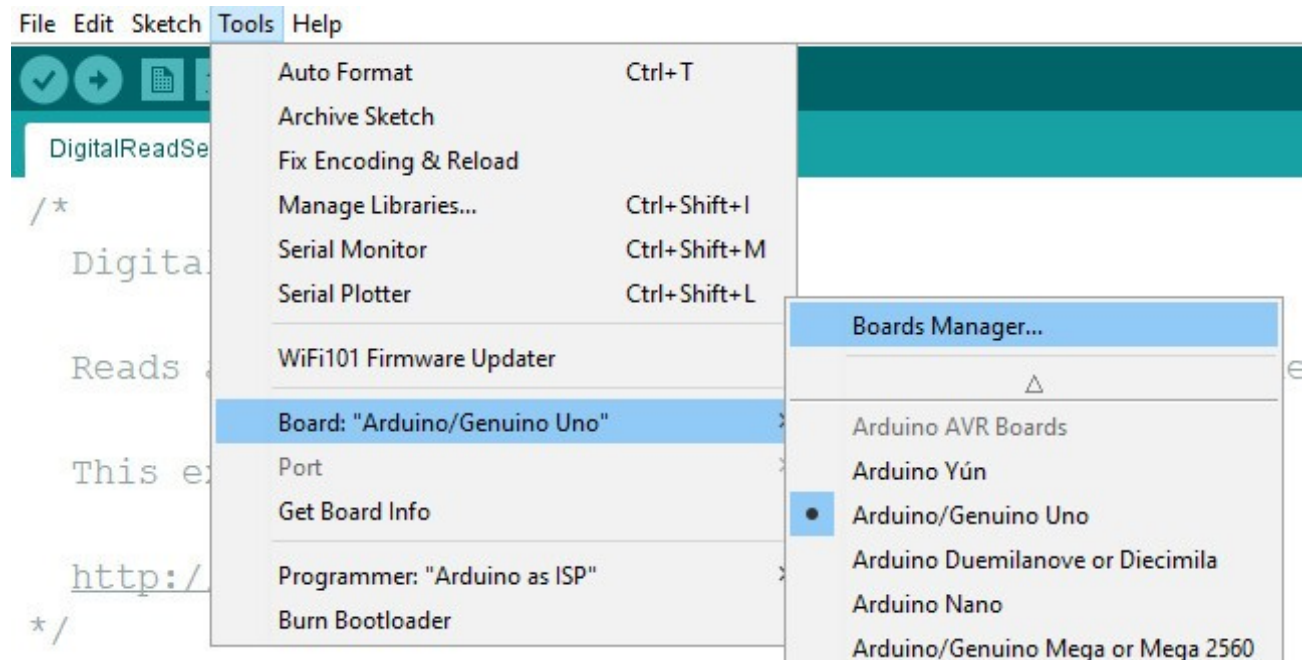 File Edit Sketch Tools Help
Auto Format Ctrl+T
Archive Sketch
DigitalReadSe
Fix Encoding & Reload
/*
Manage Libraries... Ctrl+Shift+I
Digital
Serial Monitor Ctrl+Shift+M
Serial Plotter Ctrl+Shift+L
Boards Manager...
Reads
WiFi101 Firmware Updater
Board: "Arduino/Genuino Uno"
Arduino AVR Boards
This e
Port
Arduino Yún
Get Board Info
Arduino/Genuino Uno
http://
Programmer: "Arduino as ISP"
Arduino Duemilanove or Diecimila
Arduino Nano
*/
Burn Bootloader
Arduino/Genuino Mega or Mega 2560